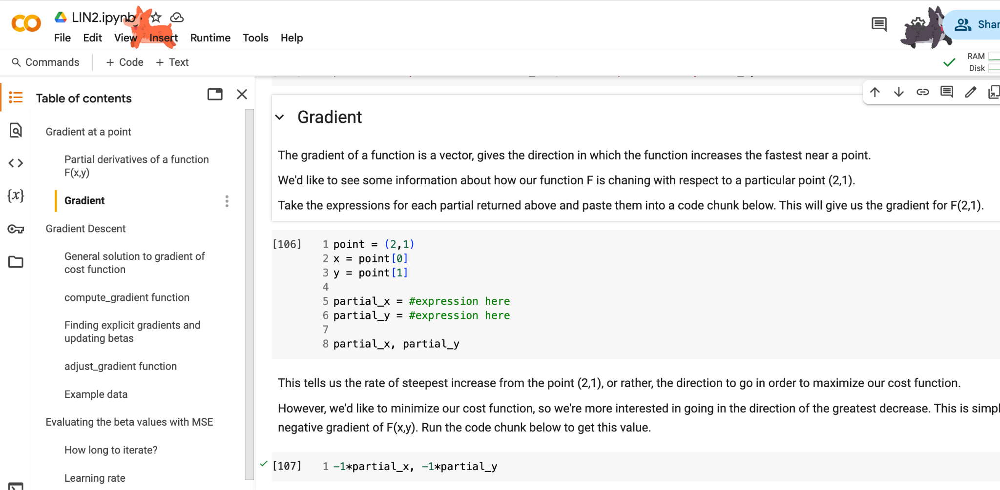 LIN2.ipynb
File Edit View Insert Runtime Tools Help
Shar
Commands + Code + Text
RAM
Disk
Table of contents
Gradient at a point
Partial derivatives of a function
F(x,y)
Gradient
Gradient Descent
General solution to gradient of
cost function
compute_gradient function
Finding explicit gradients and
updating betas
adjust_gradient function
Example data
Evaluating the beta values with MSE
How long to iterate?
Learning rate
Gradient
The gradient of a function is a vector, gives the direction in which the function increases the fastest near a point.
We'd like to see some information about how our function F is chaning with respect to a particular point (2,1).
Take the expressions for each partial returned above and paste them into a code chunk below. This will give us the gradient for F(2,1).
[106] 1 point = (2,1)
2 x = point[0]
3 y = point[1]
4
5 partial_x = #expression here
6 partial_y = #expression here
7
8 partial_x, partial_y
This tells us the rate of steepest increase from the point (2,1), or rather, the direction to go in order to maximize our cost function.
However, we'd like to minimize our cost function, so we're more interested in going in the direction of the greatest decrease. This is simpl
negative gradient of F(x,y). Run the code chunk below to get this value.
[107] 1 -1*partial_x, -1*partial_y